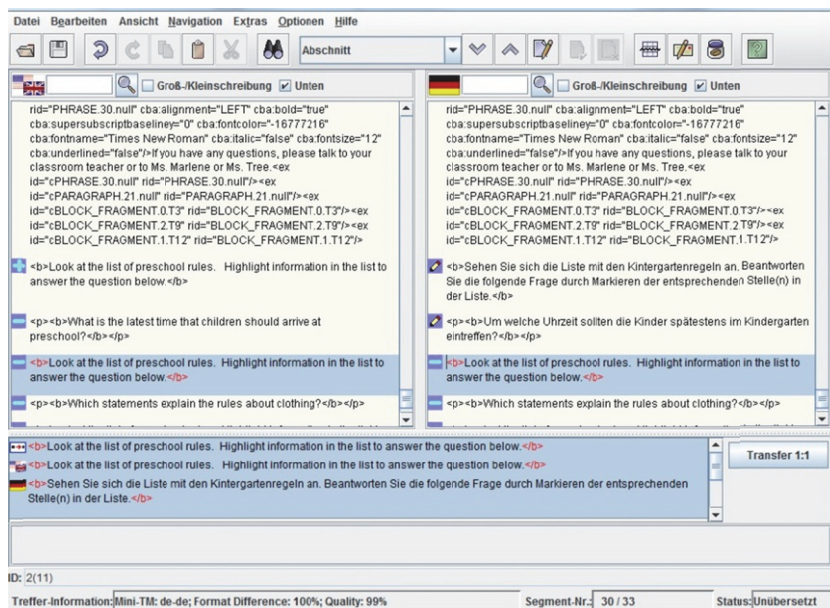 Datei Bearbeiten Ansicht Navigation Extras Optionen Hilfe
Abschnitt
Groß-/Kleinschreibung Unten
rid="PHRASE.30.null" cba:alignment="LEFT" cba:bold="true"
cba:supersubscriptbaseliney="0" cba:fontcolor="-16777216"
cba:fontname="Times New Roman" cba:italic="false" cba:fontsize="12"
cba:underlined="false"/>If you have any questions, please talk to your
classroom teacher or to Ms. Marlene or Ms. Tree.<ex
id="cPHRASE.30.null" rid="PHRASE.30.null"/><ex
id="cPARAGRAPH.21.null" rid="PARAGRAPH.21.null"/><ex
id="cBLOCK_FRAGMENT.0.T3" rid="BLOCK_FRAGMENT.0.T3"/><ex
id="cBLOCK_FRAGMENT.2.T9" rid="BLOCK_FRAGMENT.2.T9"/><ex
id="cBLOCK_FRAGMENT.1.T12" rid="BLOCK_FRAGMENT.1.T12"/>
<b>Look at the list of preschool rules. Highlight information in the list to
answer the question below.</b>
<p><b>What is the latest time that children should arrive at
preschool?</b></p>
<b>Look at the list of preschool rules. Highlight information in the list to
answer the question below.</b>
<p><b>Which statements explain the rules about clothing?</b></p>
Groß-/Kleinschreibung Unten
rid="PHRASE.30.null" cba:alignment="LEFT" cba:bold="true"
cba:supersubscriptbaseliney="0" cba:fontcolor="-16777216"
cba:fontname="Times New Roman" cba:italic="false" cba:fontsize="12"
cba:underlined="false"/>If you have any questions, please talk to your
classroom teacher or to Ms. Marlene or Ms. Tree.<ex
id="cPHRASE.30.null" rid="PHRASE.30.null"/><ex
id="cPARAGRAPH.21.null" rid="PARAGRAPH.21.null"/><ex
id="cBLOCK_FRAGMENT.0.T3" rid="BLOCK_FRAGMENT.0.T3"/><ex
id="cBLOCK_FRAGMENT.2.T9" rid="BLOCK_FRAGMENT.2.T9"/><ex
id="cBLOCK_FRAGMENT.1.T12" rid="BLOCK_FRAGMENT.1.T12"/>
<b>Sehen Sie sich die Liste mit den Kintergartenregeln an. Beantworten
Sie die folgende Frage durch Markieren der entsprechenden Stelle(n) in
der Liste.</b>
<p><b>Um welche Uhrzeit sollten die Kinder spätestens im Kindergarten
eintreffen?</b></p>
<b>Look at the list of preschool rules. Highlight information in the list to
answer the question below.</b>
<p><b>Which statements explain the rules about clothing?</b></p>
<b>Look at the list of preschool rules. Highlight information in the list to answer the question below.</b>
<b>Look at the list of preschool rules. Highlight information in the list to answer the question below.</b>
<b>Sehen Sie sich die Liste mit den Kintergartenregeln an. Beantworten Sie die folgende Frage durch Markieren der entsprechenden
Stelle(n) in der Liste.</b>
Transfer 1:1
ID: 2(11)
Treffer-Information: Mini-TM: de-de; Format Difference: 100%; Quality: 99% Segment-Nr.: 30 / 33 Status: Unübersetzt